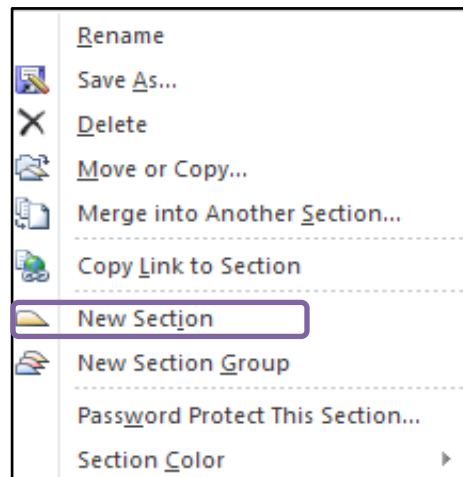 Rename
Save As...
Delete
Move or Copy...
Merge into Another Section...
Copy Link to Section
New Section
New Section Group
Password Protect This Section...
Section Color